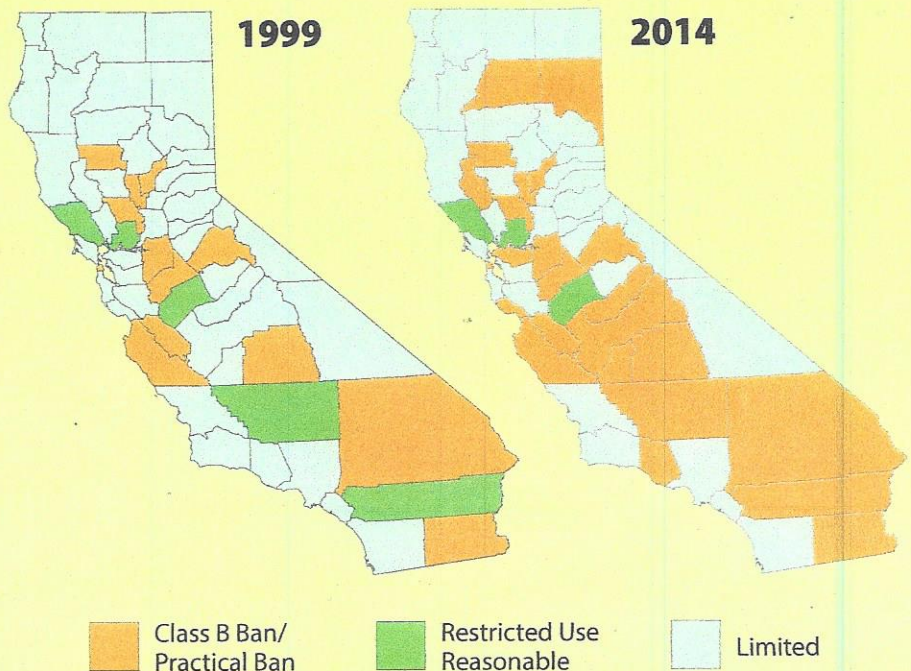 1999
2014
Class B Ban/
Practical Ban
Restricted Use
Reasonable
Limited